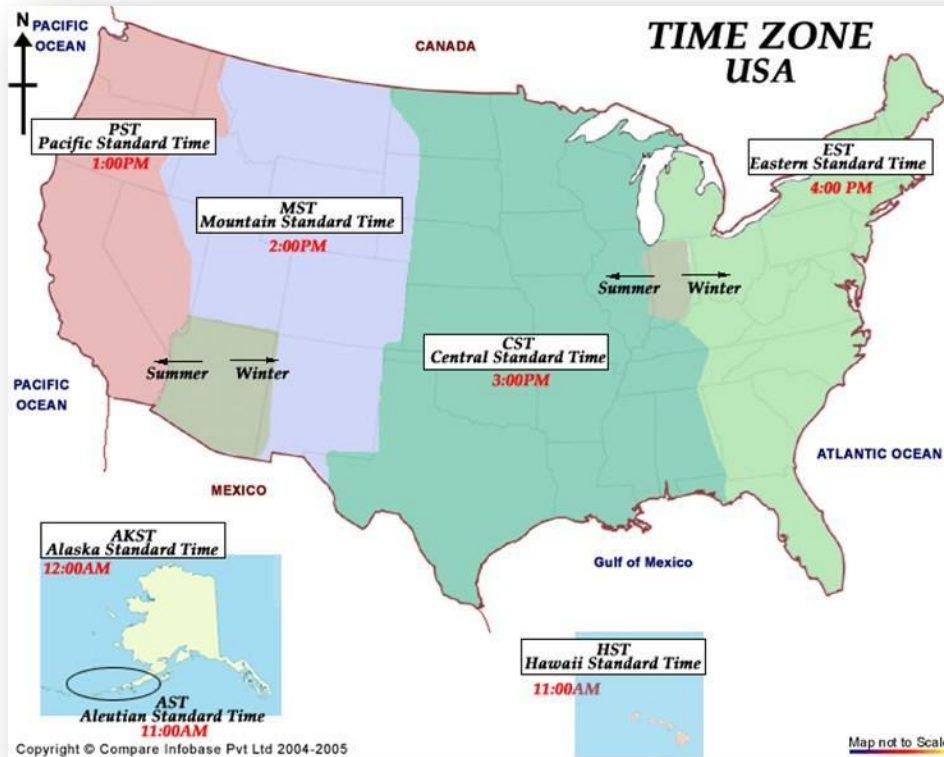 N
PACIFIC
OCEAN
CANADA
TIME ZONE
USA
PST
Pacific Standard Time
1:00PM
EST
Eastern Standard Time
4:00 PM
MST
Mountain Standard Time
2:00PM
Summer
Winter
CST
Central Standard Time
3:00PM
Summer
Winter
PACIFIC
OCEAN
ATLANTIC OCEAN
MEXICO
AKST
Alaska Standard Time
12:00AM
Gulf of Mexico
HST
Hawaii Standard Time
11:00AM
AST
Aleutian Standard Time
11:00AM
Copyright © Compare Infobase Pvt Ltd 2004-2005
Map not to Scale